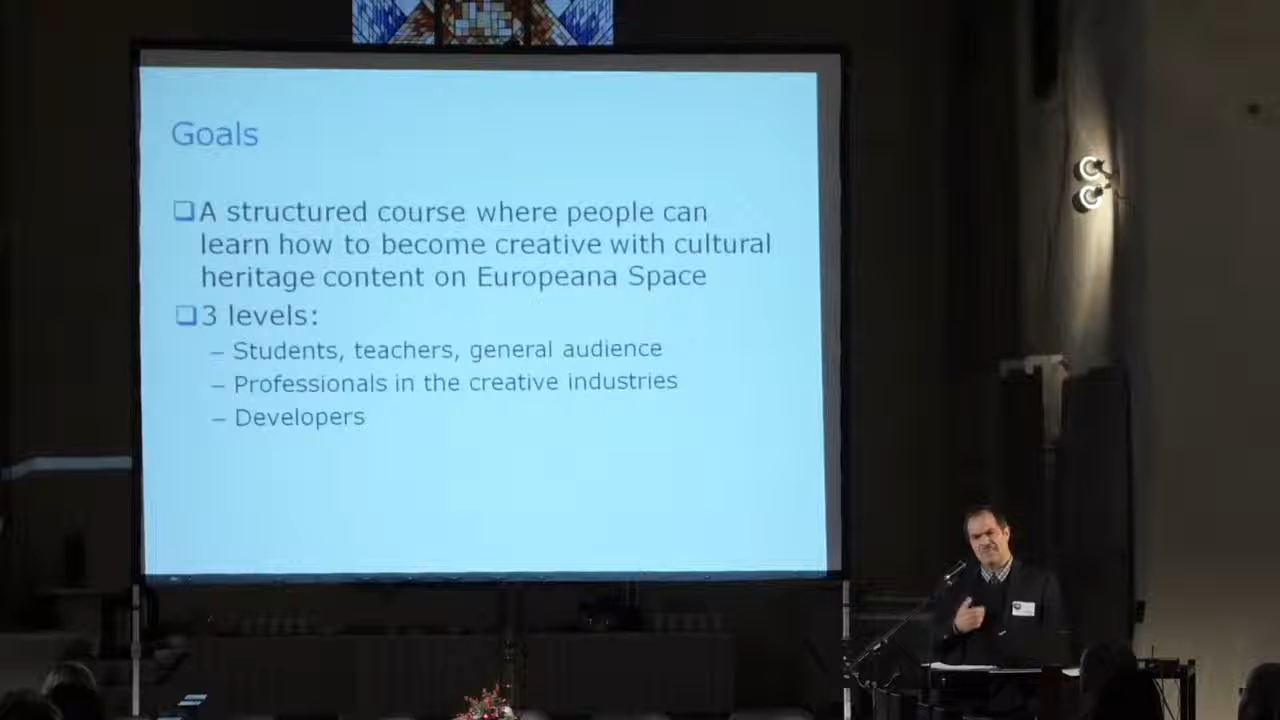 Goals
❑A structured course where people can
learn how to become creative with cultural
heritage content on Europeana Space
❑3 levels:
– Students, teachers, general audience
– Professionals in the creative industries
– Developers